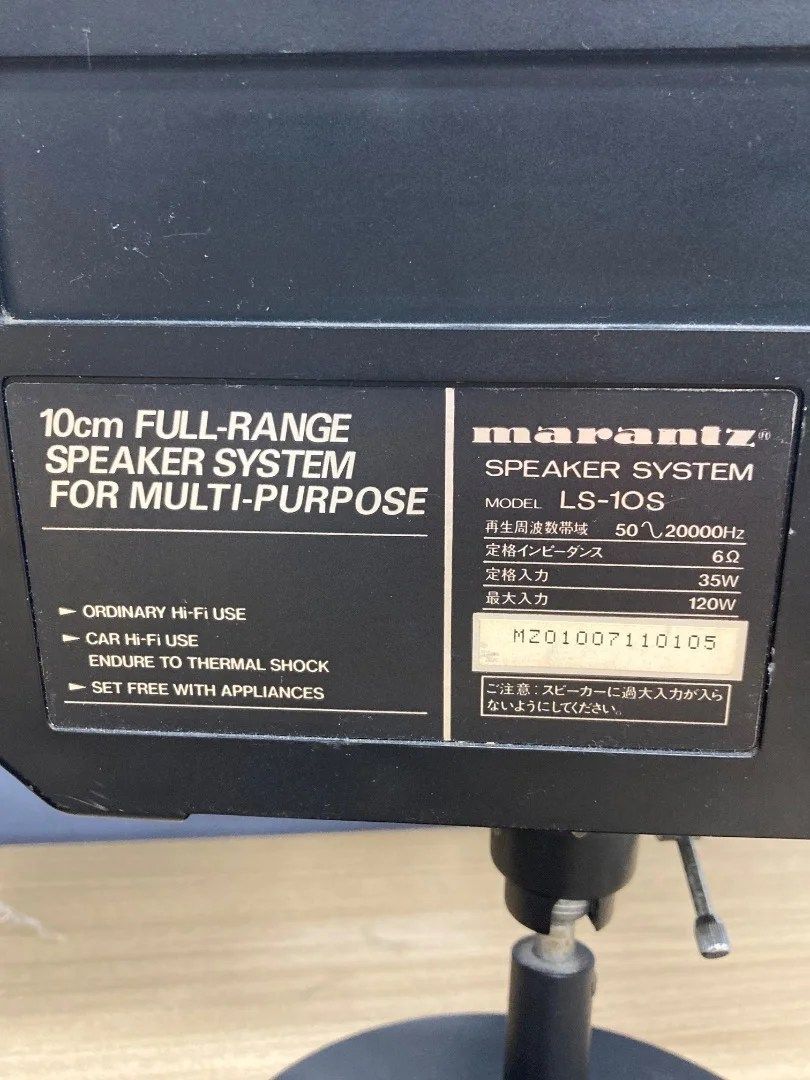 10cm FULL-RANGE
SPEAKER SYSTEM
FOR MULTI-PURPOSE
► ORDINARY Hi-Fi USE
► CAR Hi-Fi USE
ENDURE TO THERMAL SHOCK
► SET FREE WITH APPLIANCES
marantz®
SPEAKER SYSTEM
MODEL LS-10S
再生周波数帯域 50∿20000Hz
定格インピーダンス 6Ω
定格入力 35W
最大入力 120W
MZ01007110105
ご注意:スピーカーに過大入力が入ら
ないようにしてください。